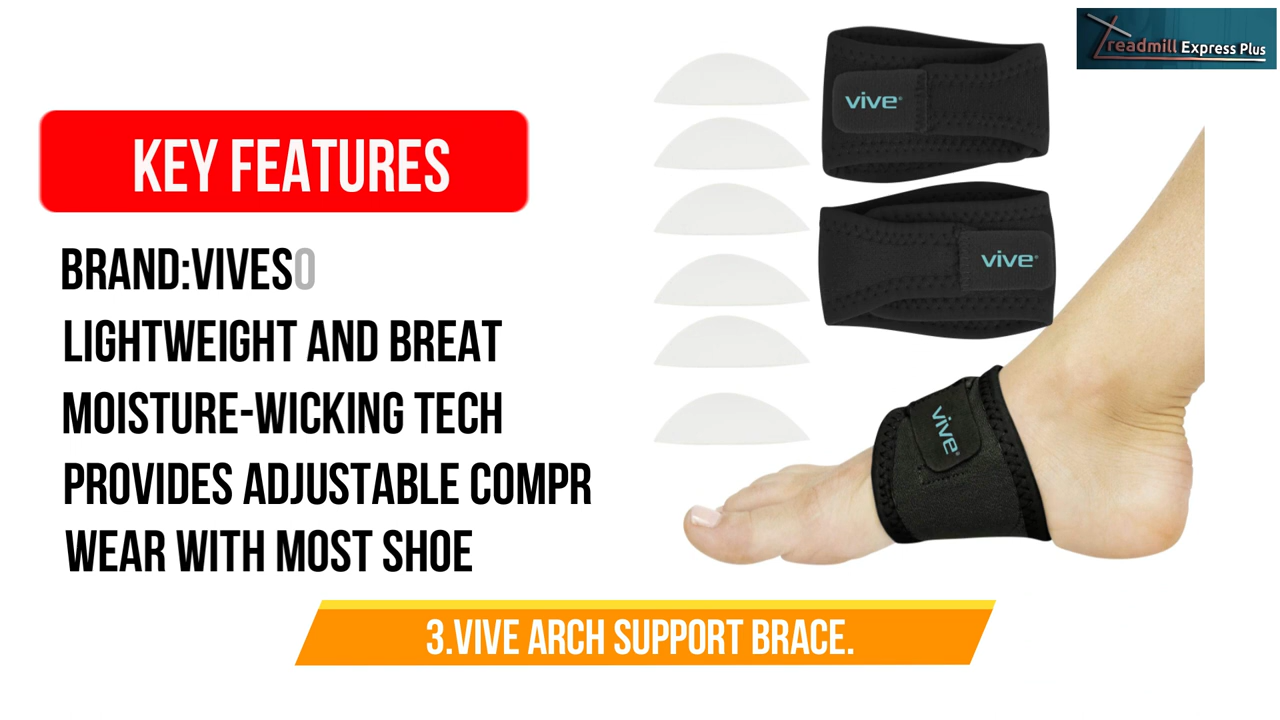 Treadmill Express Plus
vive®
KEY FEATURES
BRAND:VIVESO
vive®
LIGHTWEIGHT AND BREAT
MOISTURE-WICKING TECH
vive®
PROVIDES ADJUSTABLE COMPR
WEAR WITH MOST SHOE
3.VIVE ARCH SUPPORT BRACE.